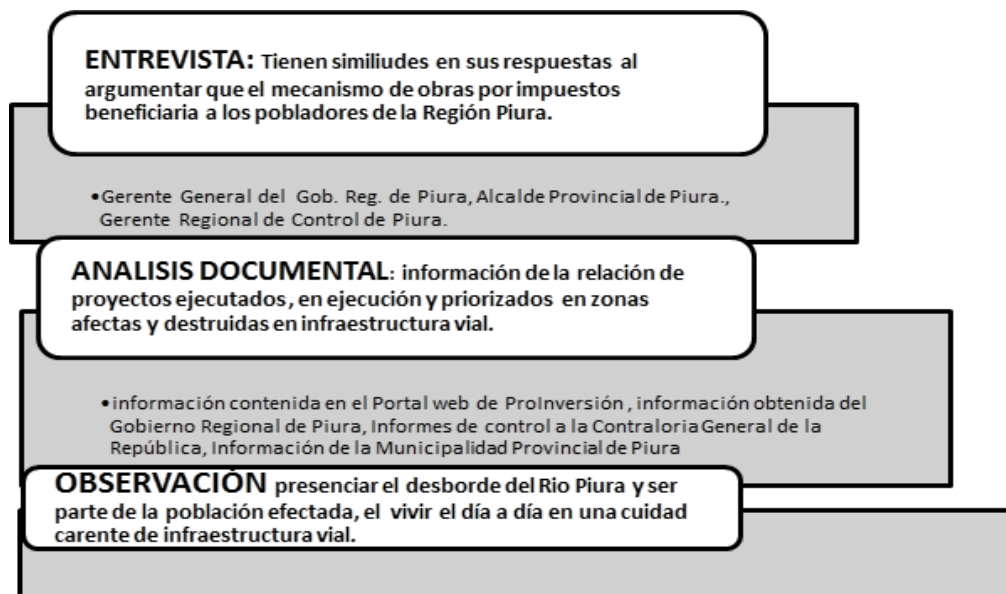 ENTREVISTA: Tienen similiudes en sus respuestas al
argumentar que el mecanismo de obras por impuestos
beneficiaria a los pobladores de la Región Piura.
•Gerente General del Gob. Reg. de Piura, Alcalde Provincial de Piura.,
Gerente Regional de Control de Piura.
ANALISIS DOCUMENTAL: información de la relación de
proyectos ejecutados, en ejecución y priorizados en zonas
afectas y destruidas en infraestructura vial.
•información contenida en el Portal web de ProInversión , información obtenida del
Gobierno Regional de Piura, Informes de control a la Contraloria General de la
República, Información de la Municipalidad Provincial de Piura
OBSERVACIÓN presenciar el desborde del Rio Piura y ser
parte de la población efectada, el vivir el día a día en una cuidad
carente de infraestructura vial.